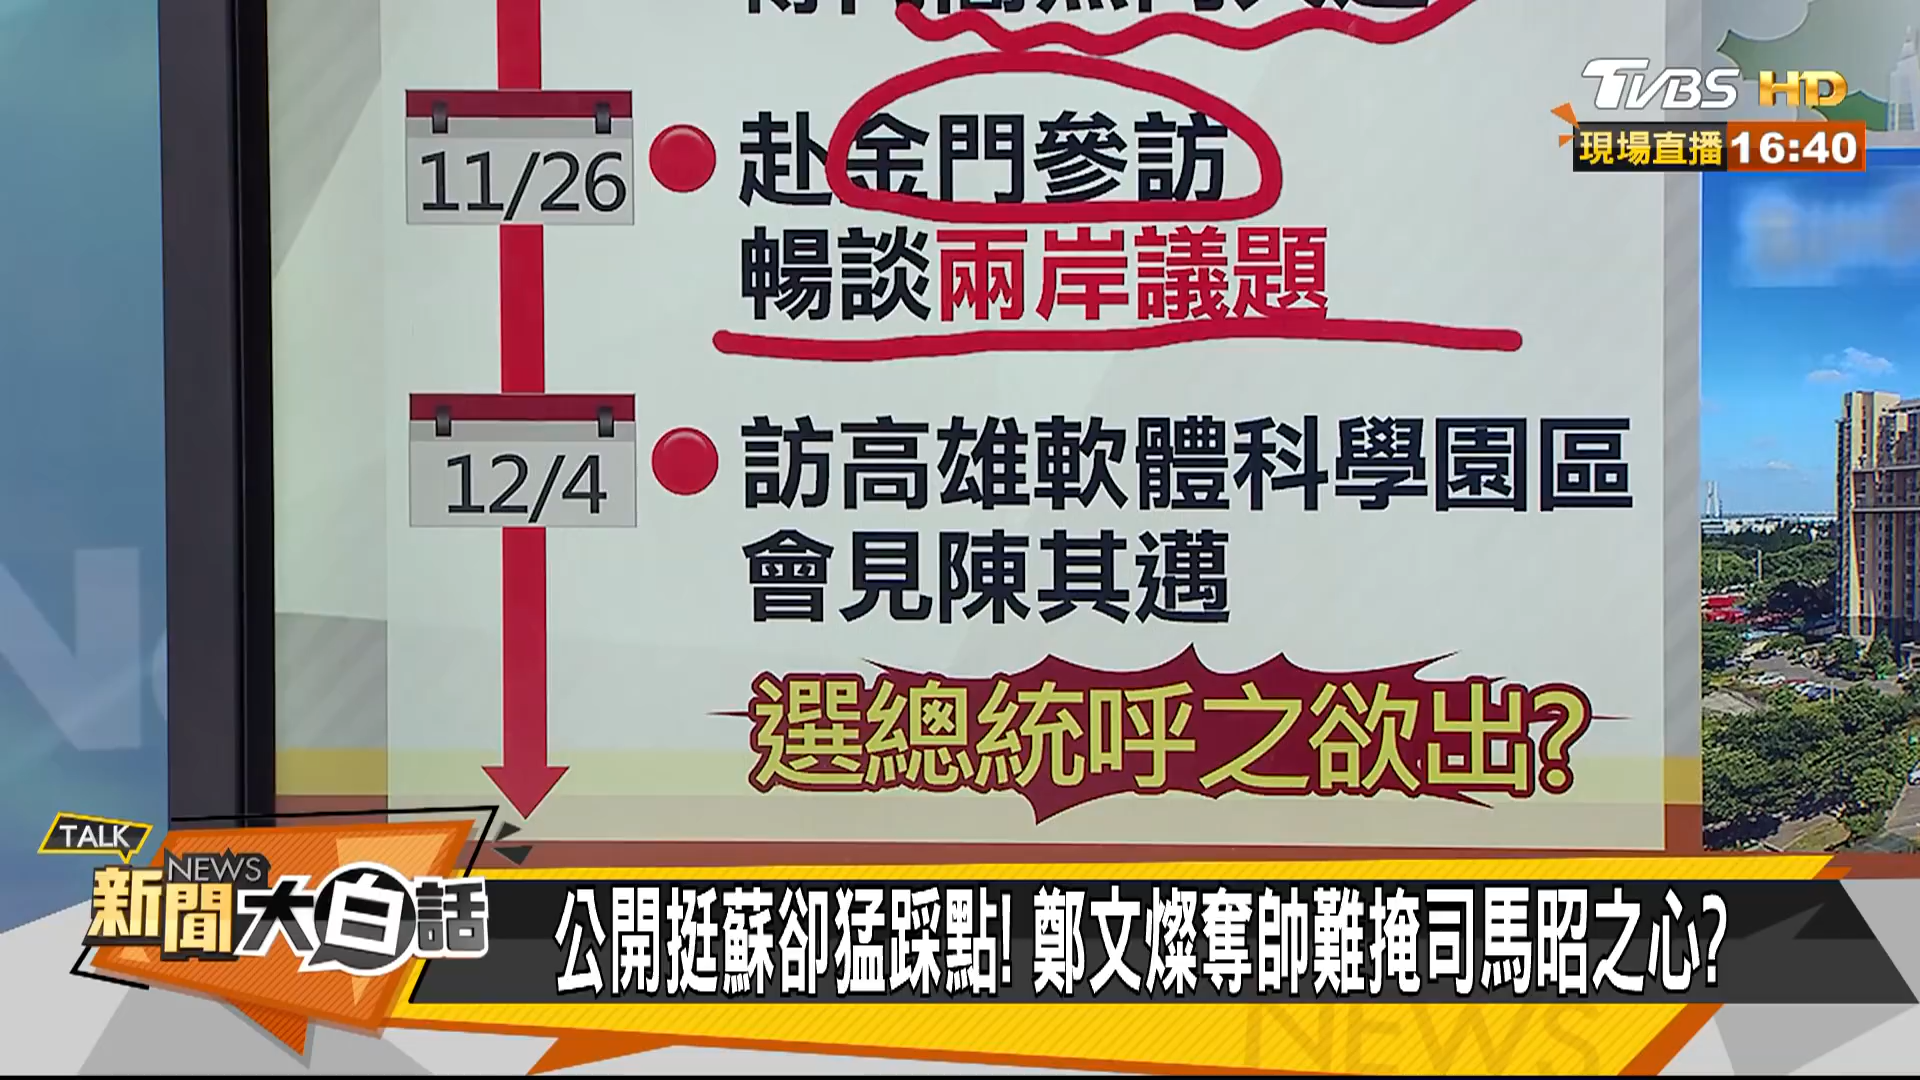 TVBS HD
現場直播 16:40
11/26
赴金門參訪
暢談兩岸議題
12/4
訪高雄軟體科學園區
會見陳其邁
選總統呼之欲出?
TALK
NEWS
新聞大白話
公開挺蘇卻猛踩點! 鄭文燦奪帥難掩司馬昭之心?
NEWS